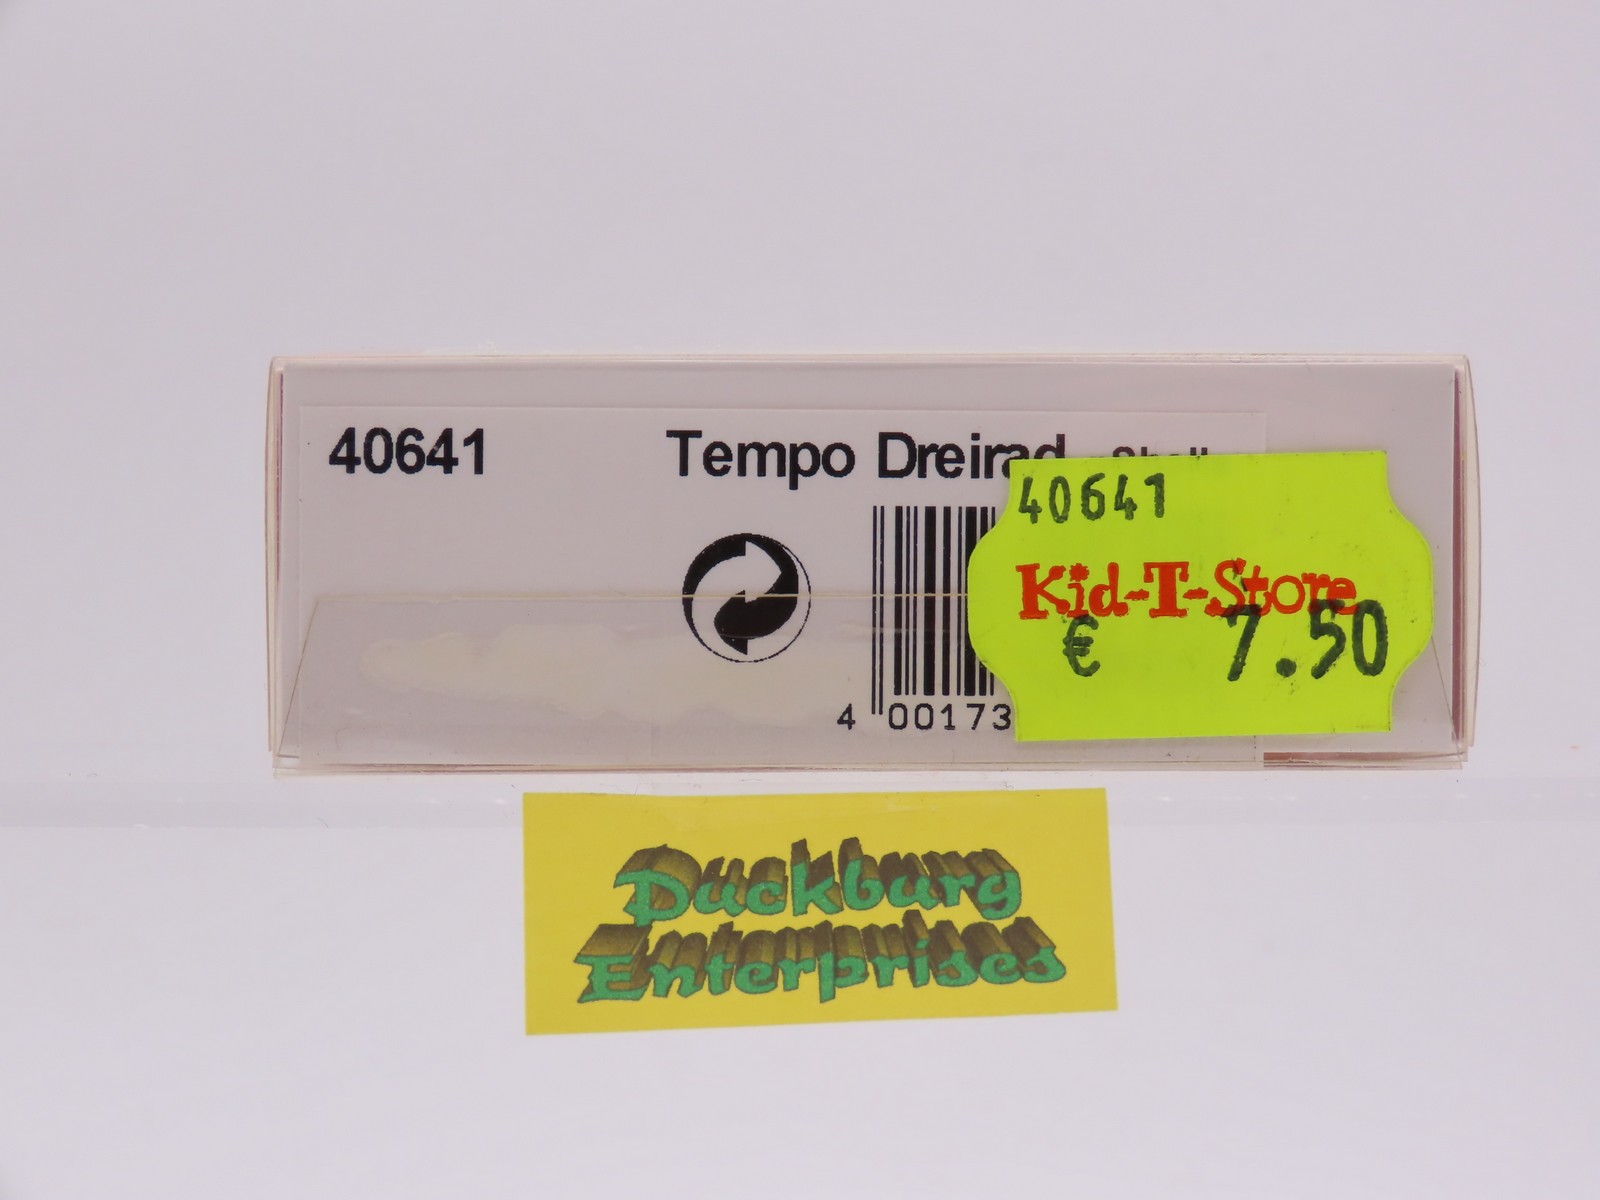 40641 Tempo Dreirad
40641
Kid-T-Store
€ 7.50
4 00173
Duckburg
Enterprises